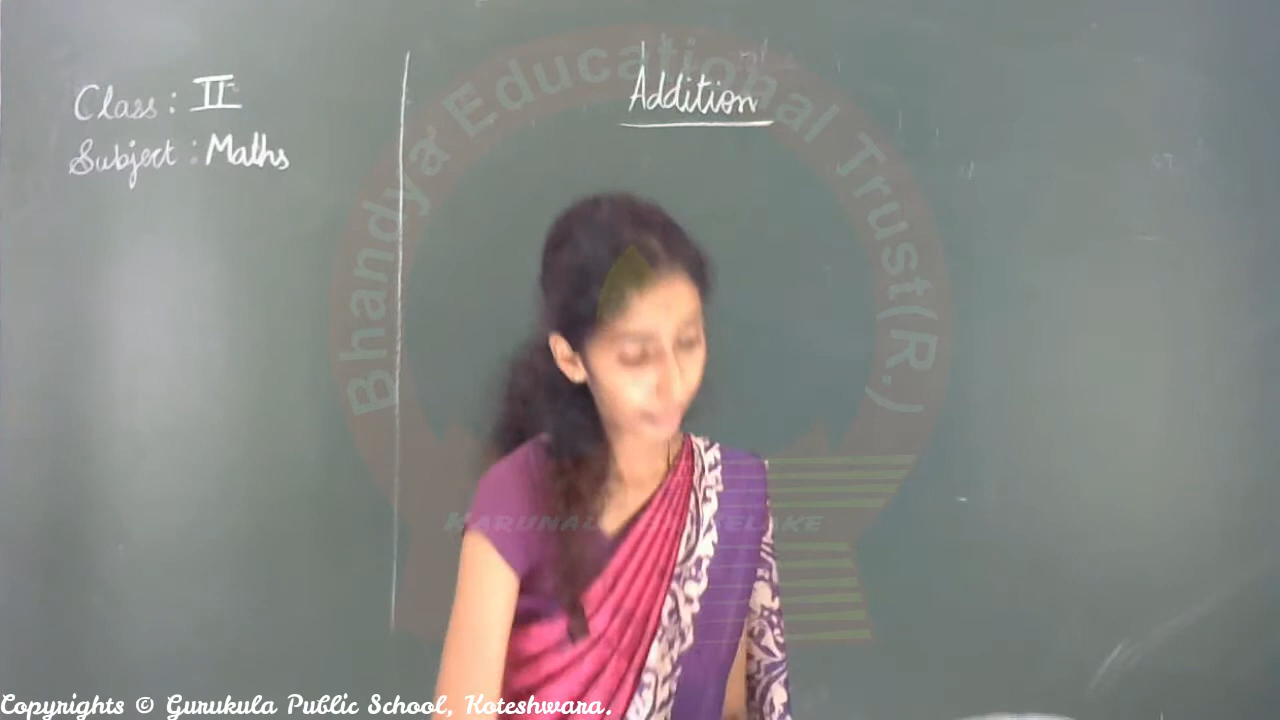 Class : II
Subject : Maths
Addition
Bhandya's Educational Trust(R.)
Copyrights © Gurukula Public School, Koteshwara.